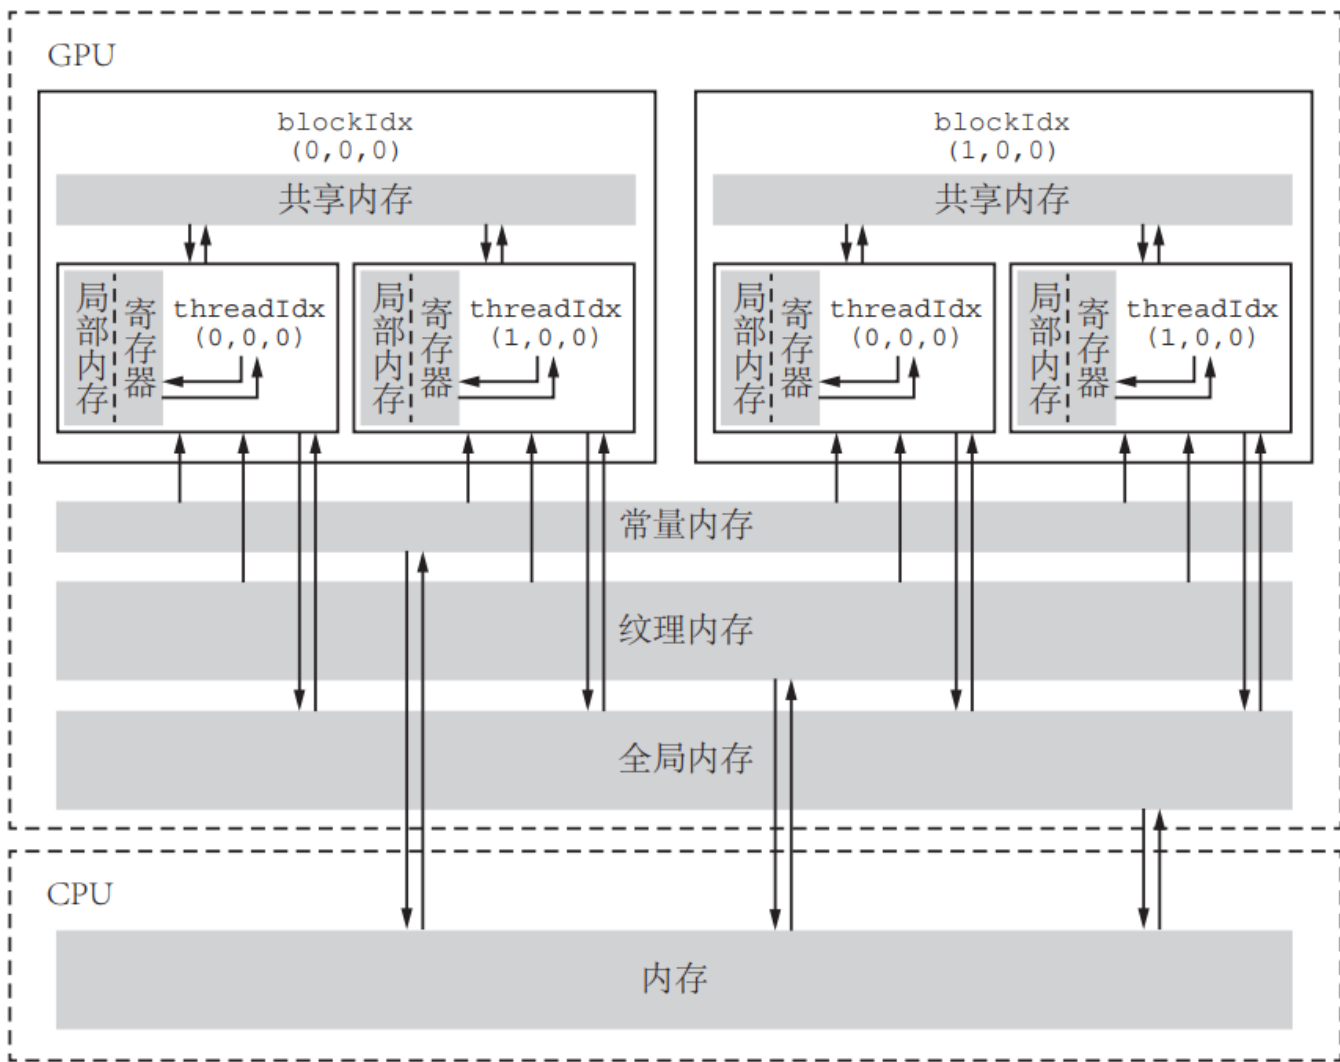 GPU
blockIdx
(0,0,0)
共享内存
局部内存
寄存器
threadIdx
(0,0,0)
局部内存
寄存器
threadIdx
(1,0,0)
blockIdx
(1,0,0)
共享内存
局部内存
寄存器
threadIdx
(0,0,0)
局部内存
寄存器
threadIdx
(1,0,0)
常量内存
纹理内存
全局内存
CPU
内存